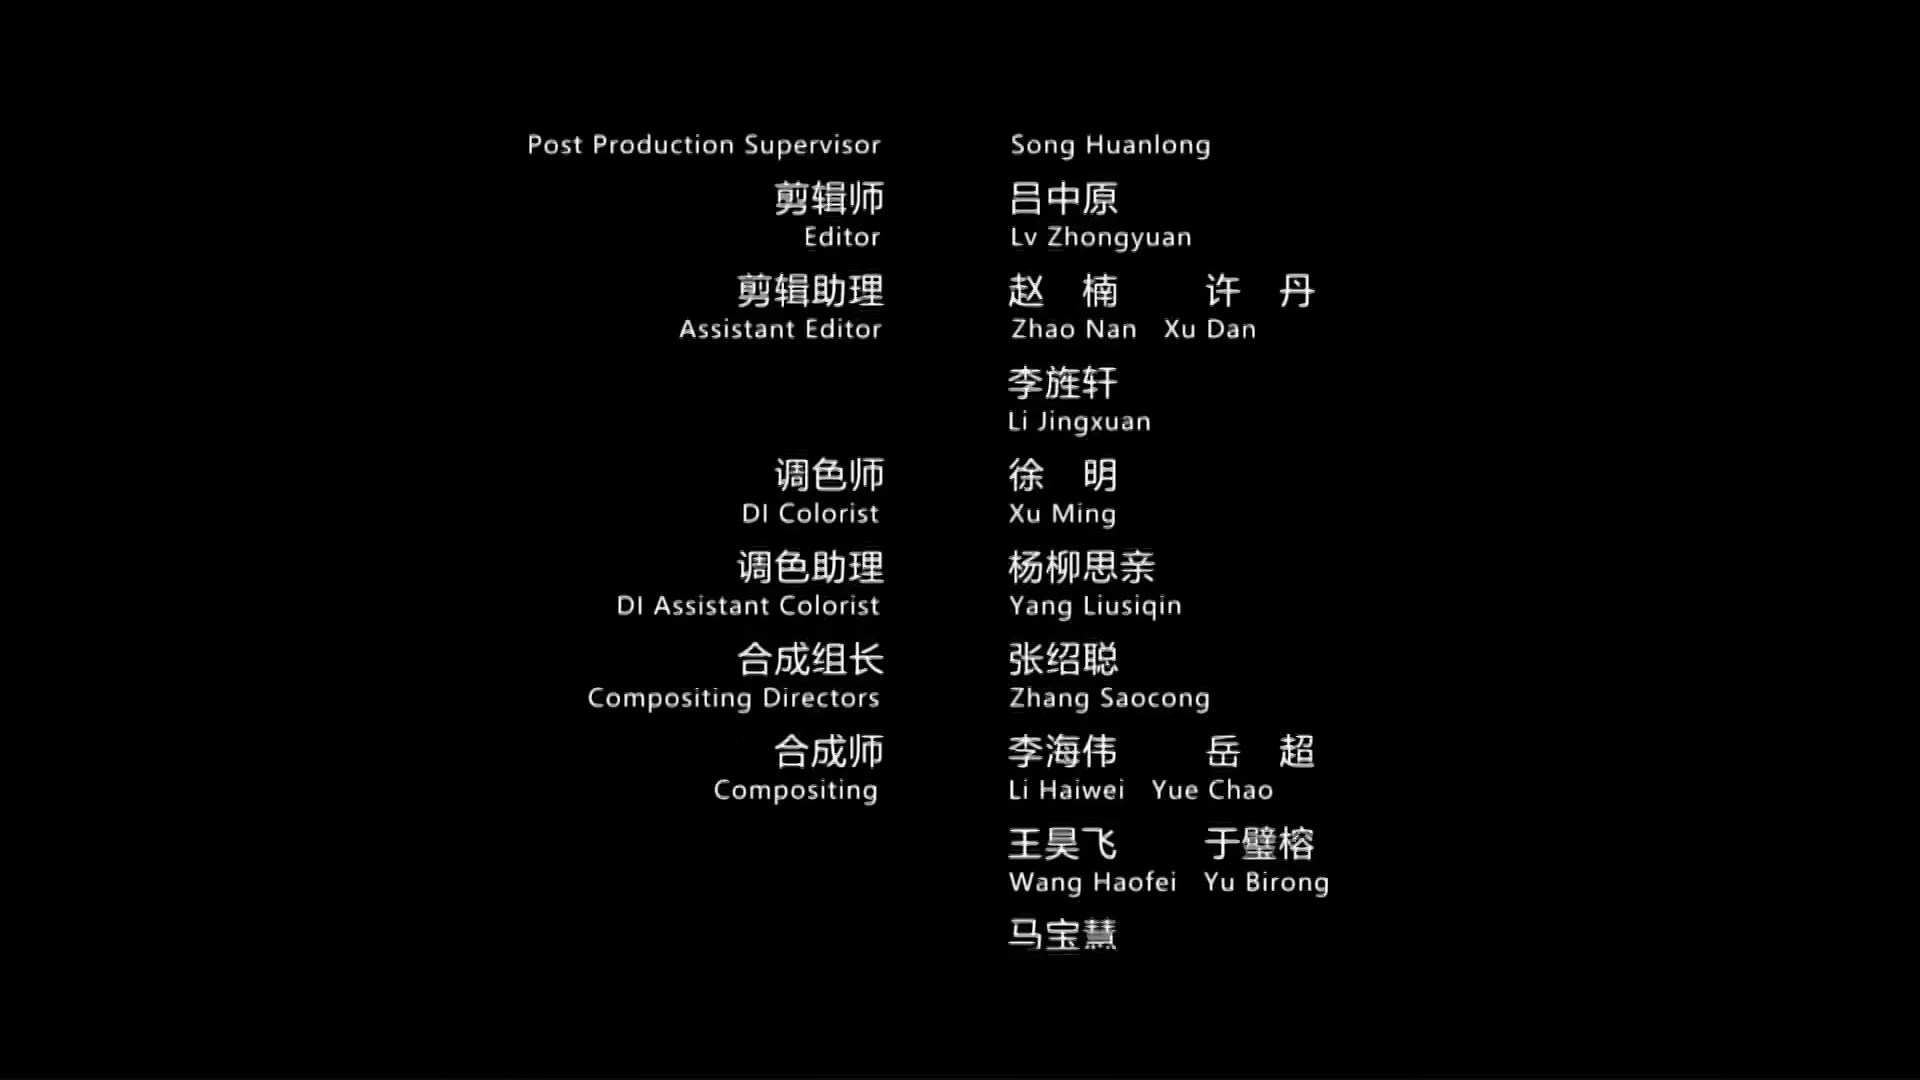 Post Production Supervisor Song Huanlong
剪辑师 吕中原
Editor Lv Zhongyuan
剪辑助理 赵 楠 许 丹
Assistant Editor Zhao Nan Xu Dan
李旌轩
Li Jingxuan
调色师 徐 明
DI Colorist Xu Ming
调色助理 杨柳思亲
DI Assistant Colorist Yang Liusiqin
合成组长 张绍聪
Compositing Directors Zhang Saocong
合成师 李海伟 岳 超
Compositing Li Haiwei Yue Chao
王昊飞 于璧榕
Wang Haofei Yu Birong
马宝慧